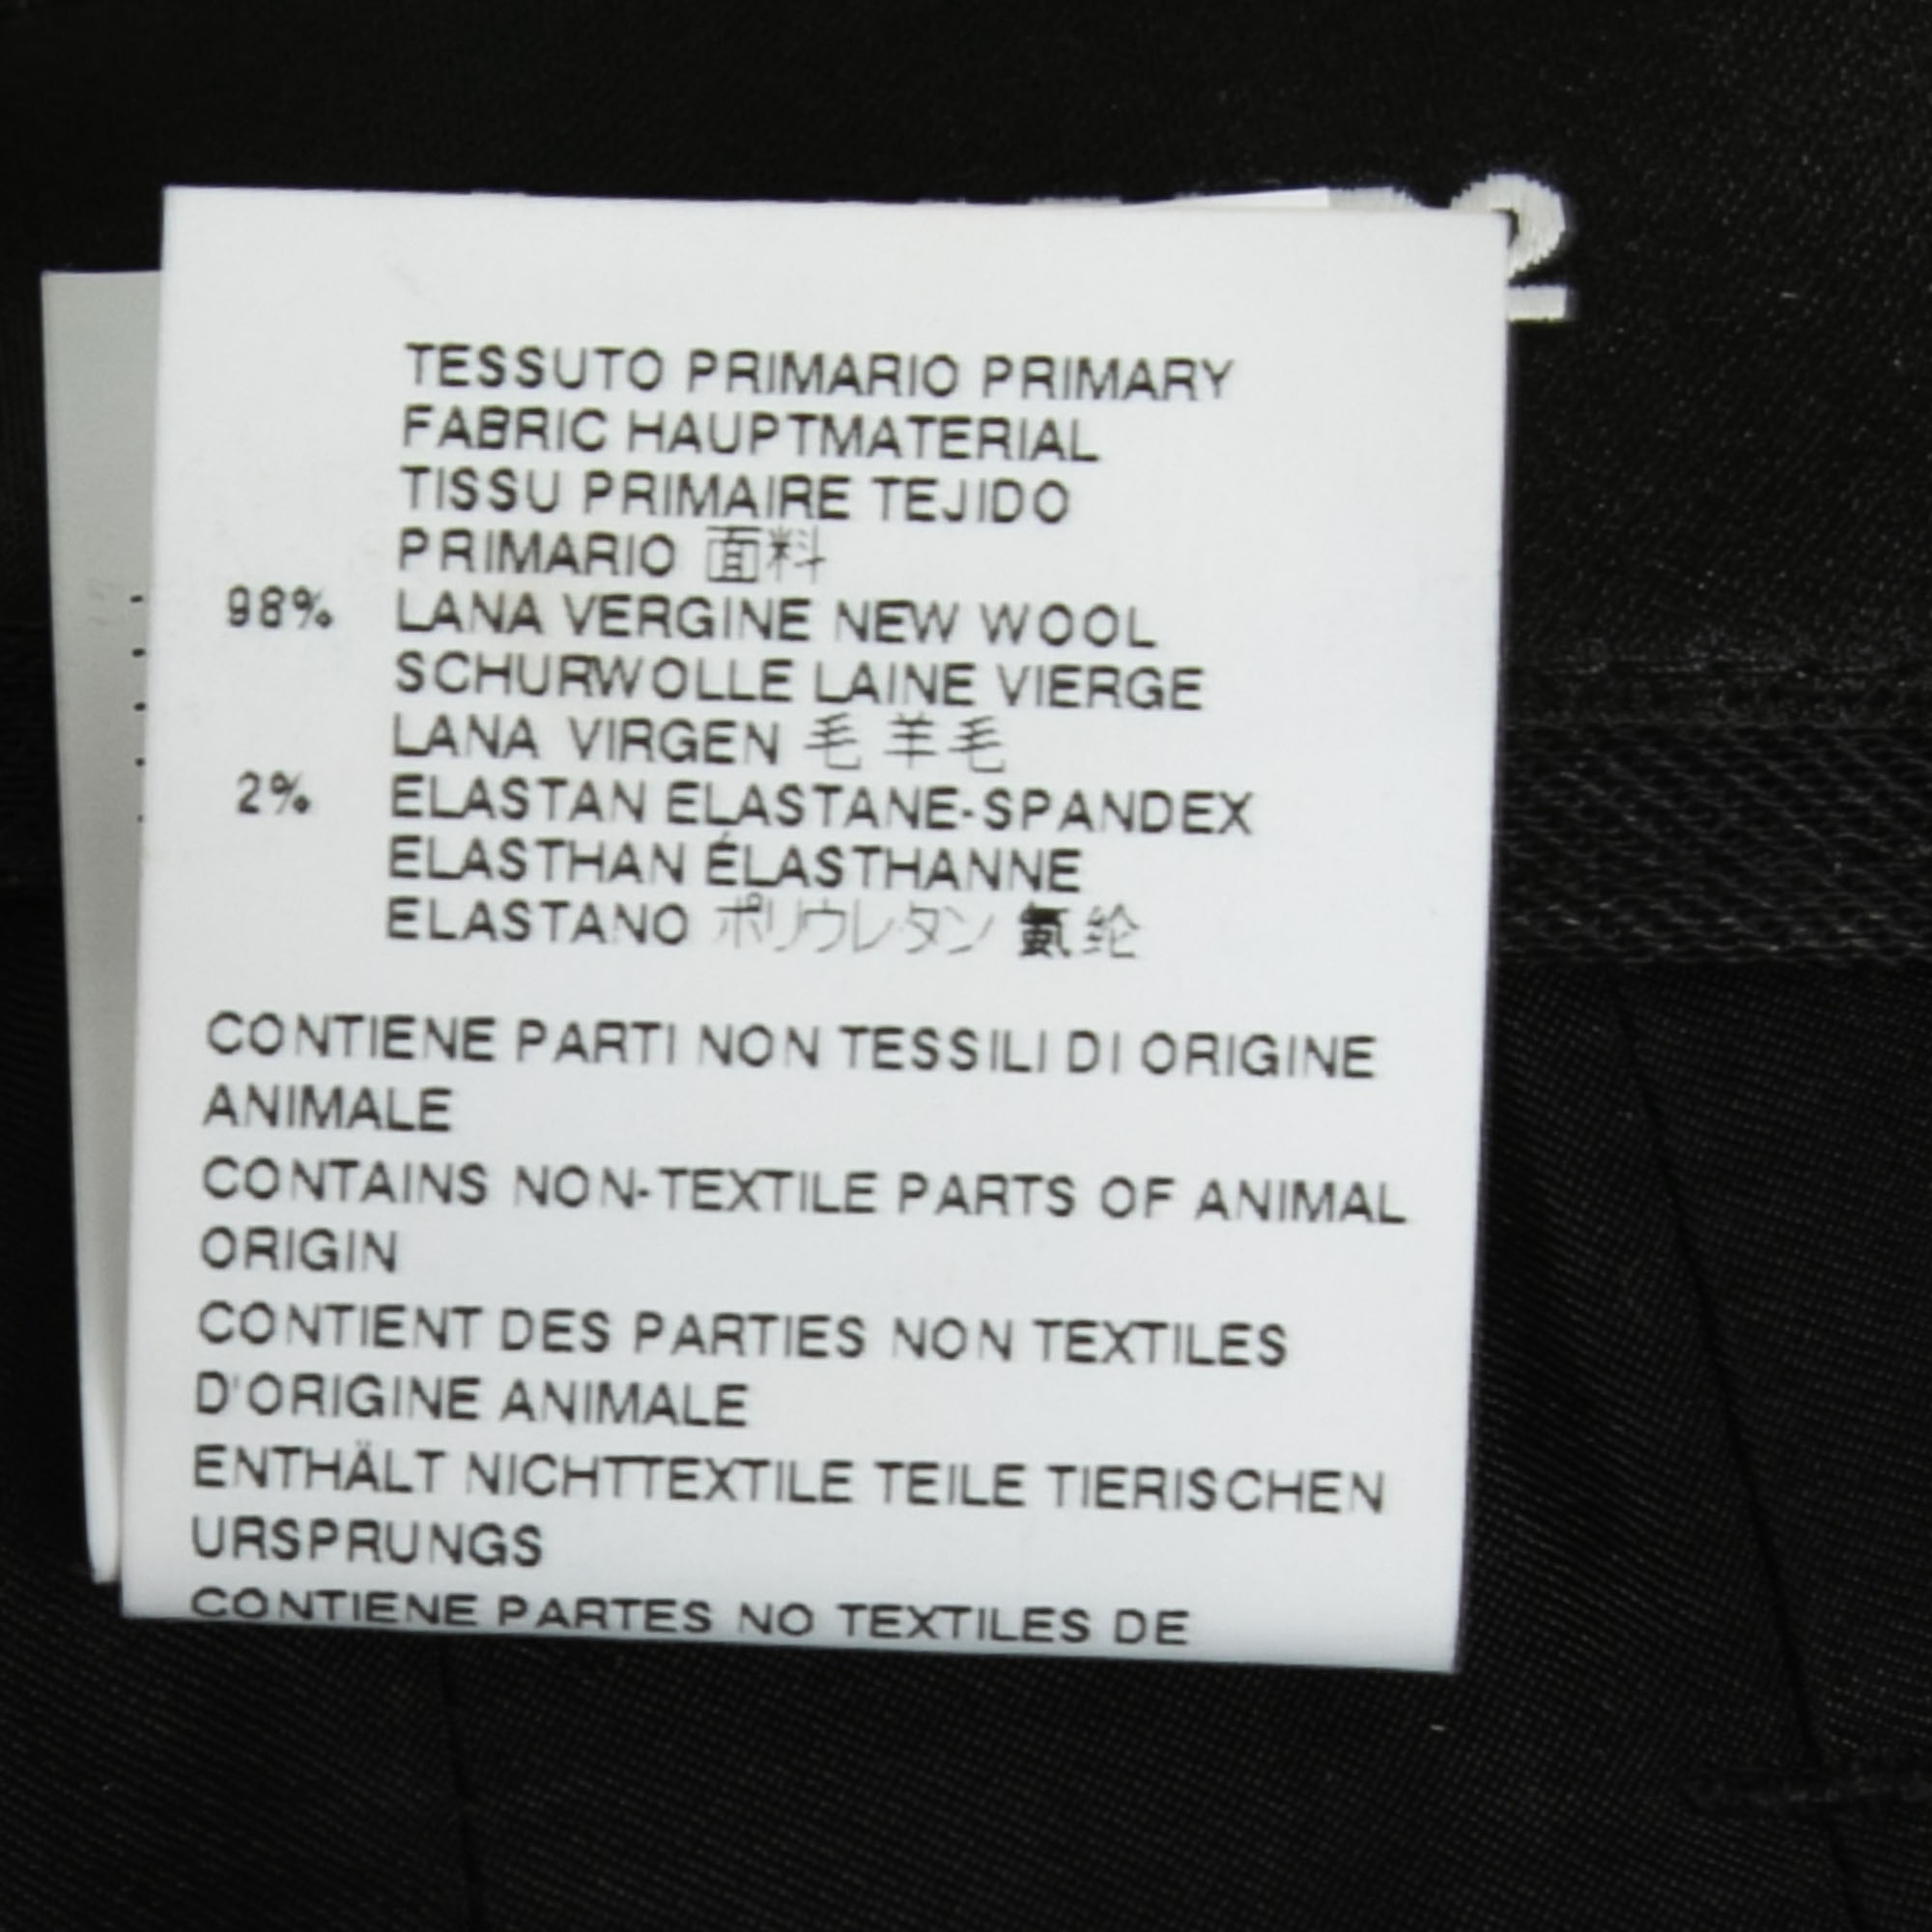 TESSUTO PRIMARIO PRIMARY
FABRIC HAUPTMATERIAL
TISSU PRIMAIRE TEJIDO
PRIMARIO 面料
98% LANA VERGINE NEW WOOL
SCHURWOLLE LAINE VIERGE
LANA VIRGEN 毛 羊毛
2% ELASTAN ELASTANE-SPANDEX
ELASTHAN ÉLASTHANNE
ELASTANO ポリウレタン 氨纶
CONTIENE PARTI NON TESSILI DI ORIGINE
ANIMALE
CONTAINS NON-TEXTILE PARTS OF ANIMAL
ORIGIN
CONTIENT DES PARTIES NON TEXTILES
D'ORIGINE ANIMALE
ENTHÄLT NICHTTEXTILE TEILE TIERISCHEN
URSPRUNGS
CONTIENE PARTES NO TEXTILES DE